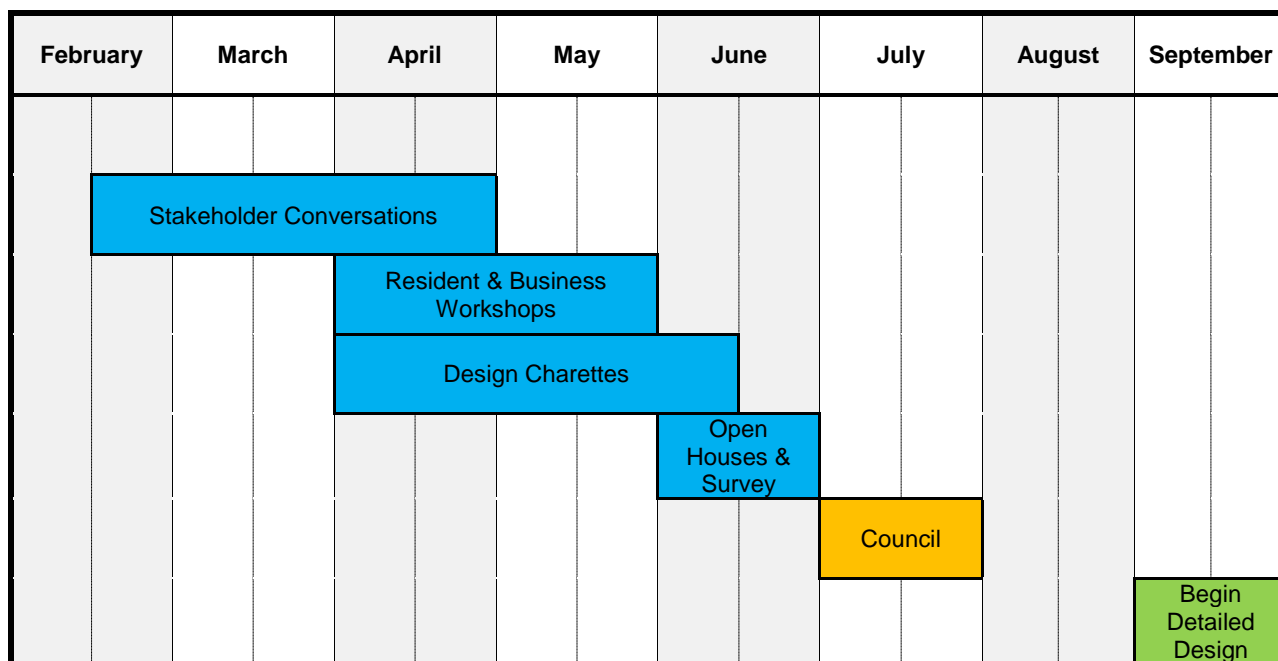 February March April May June July August September
Stakeholder Conversations
Resident & Business
Workshops
Design Charettes
Open
Houses &
Survey
Council
Begin
Detailed
Design